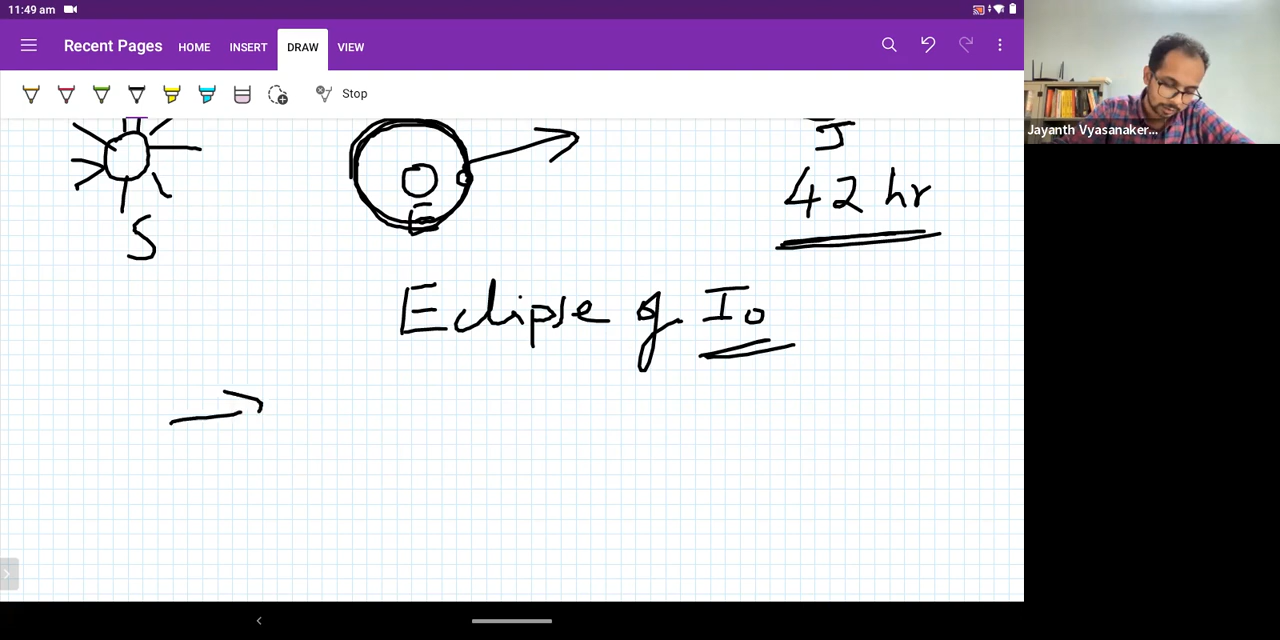 11:49 am
Recent Pages HOME INSERT DRAW VIEW
Stop
Jayanth Vyasanaker...
J
42 hr
E
S
Eclipse of Io